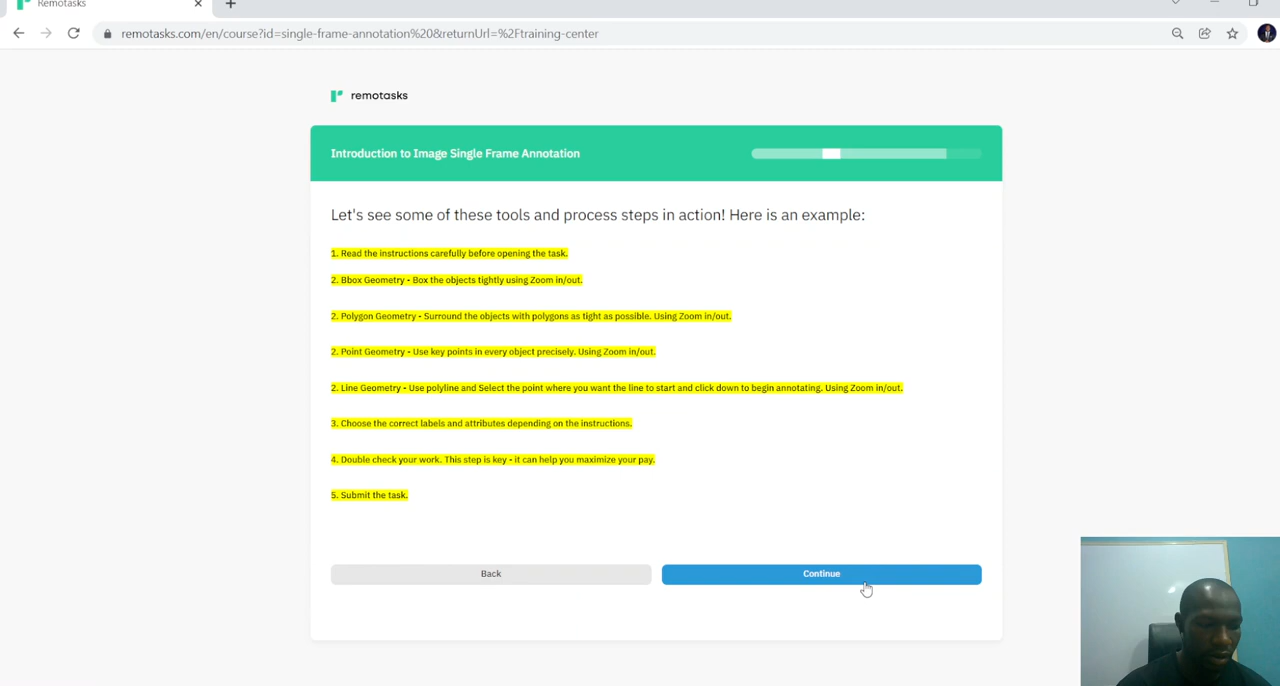 Remotasks
remotasks.com/en/course?id=single-frame-annotation%20&returnUrl=%2Ftraining-center
remotasks
Introduction to Image Single Frame Annotation
Let's see some of these tools and process steps in action! Here is an example:
1. Read the instructions carefully before opening the task.
2. Bbox Geometry - Box the objects tightly using Zoom in/out.
2. Polygon Geometry - Surround the objects with polygons as tight as possible. Using Zoom in/out.
2. Point Geometry - Use key points in every object precisely. Using Zoom in/out.
2. Line Geometry - Use polyline and Select the point where you want the line to start and click down to begin annotating. Using Zoom in/out.
3. Choose the correct labels and attributes depending on the instructions.
4. Double check your work. This step is key - it can help you maximize your pay.
5. Submit the task.
Back
Continue